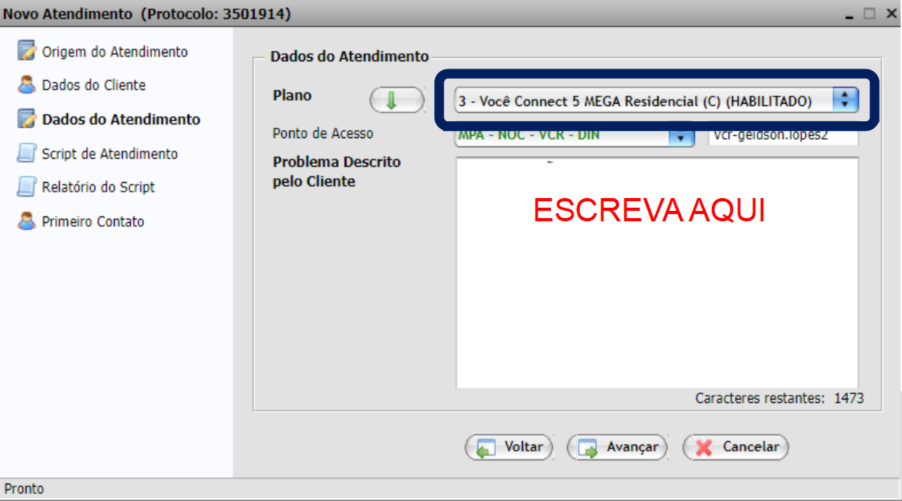 Novo Atendimento (Protocolo: 3501914)
Origem do Atendimento
Dados do Cliente
Dados do Atendimento
Script de Atendimento
Relatório do Script
Primeiro Contato
Dados do Atendimento
Plano
3 - Você Connect 5 MEGA Residencial (C) (HABILITADO)
Ponto de Acesso
MPA - NOC - VCR - DIN
vcr-geidson.lopes2
Problema Descrito
pelo Cliente
ESCREVA AQUI
Caracteres restantes: 1473
Voltar
Avançar
Cancelar
Pronto